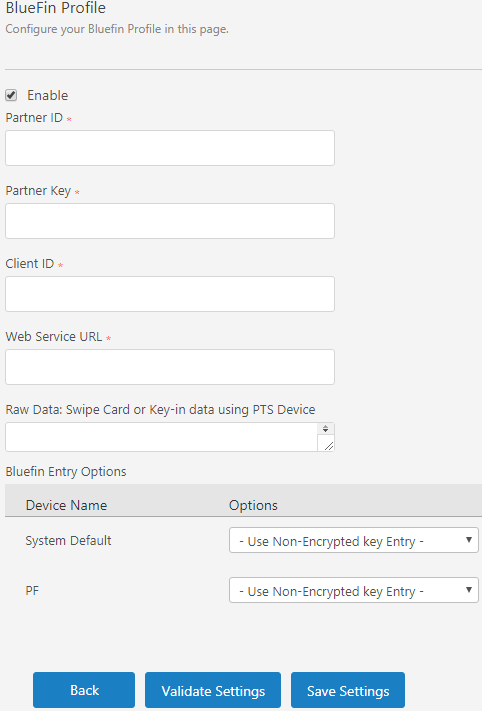 BlueFin Profile
Configure your Bluefin Profile in this page.
Enable
Partner ID *
Partner Key *
Client ID *
Web Service URL *
Raw Data: Swipe Card or Key-in data using PTS Device
Bluefin Entry Options
Device Name Options
System Default - Use Non-Encrypted key Entry -
PF - Use Non-Encrypted key Entry -
Back Validate Settings Save Settings